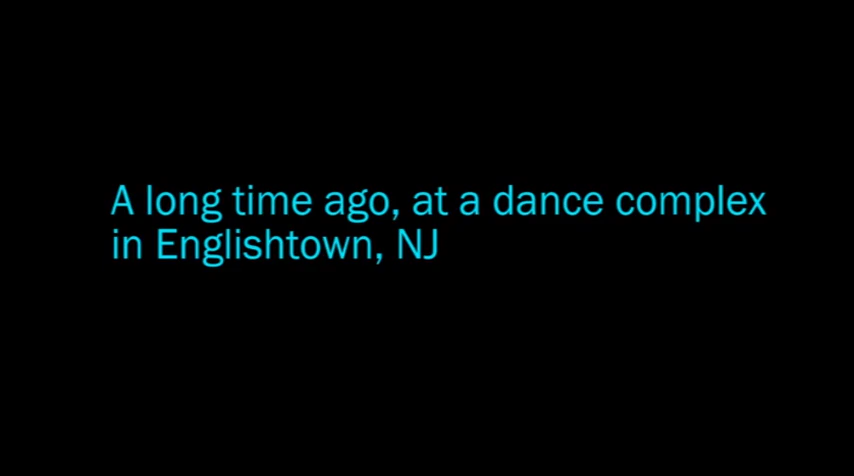 A long time ago, at a dance complex
in Englishtown, NJ